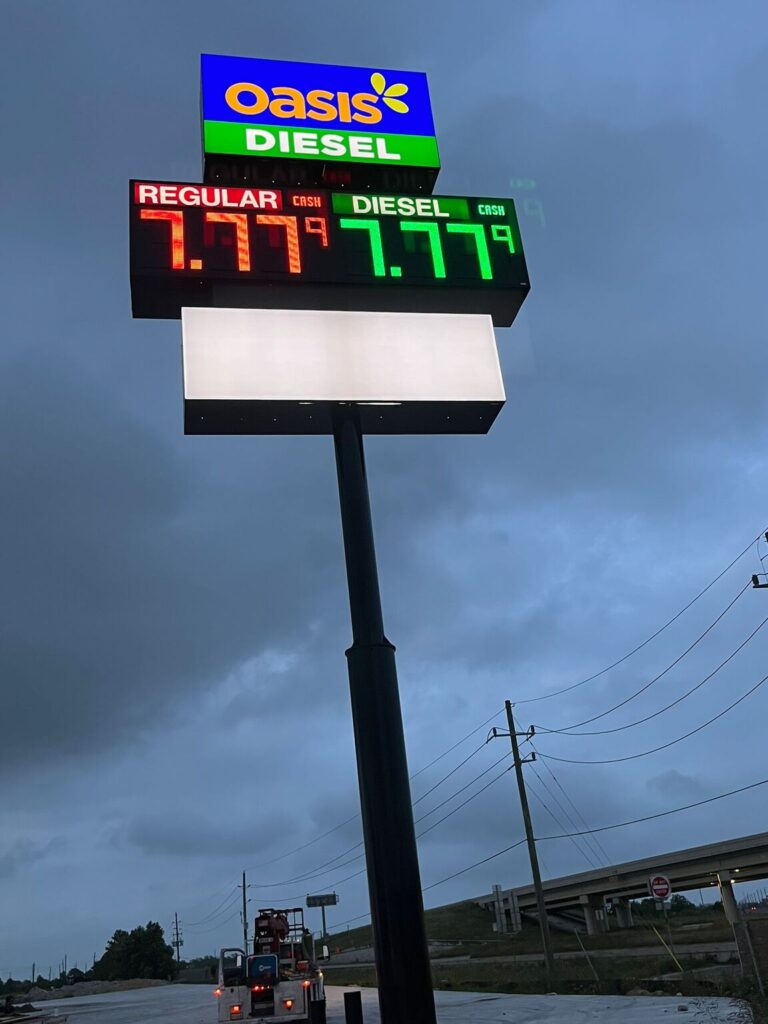 Oasis
DIESEL
REGULAR CASH DIESEL CASH
7.77 9 7.77 9